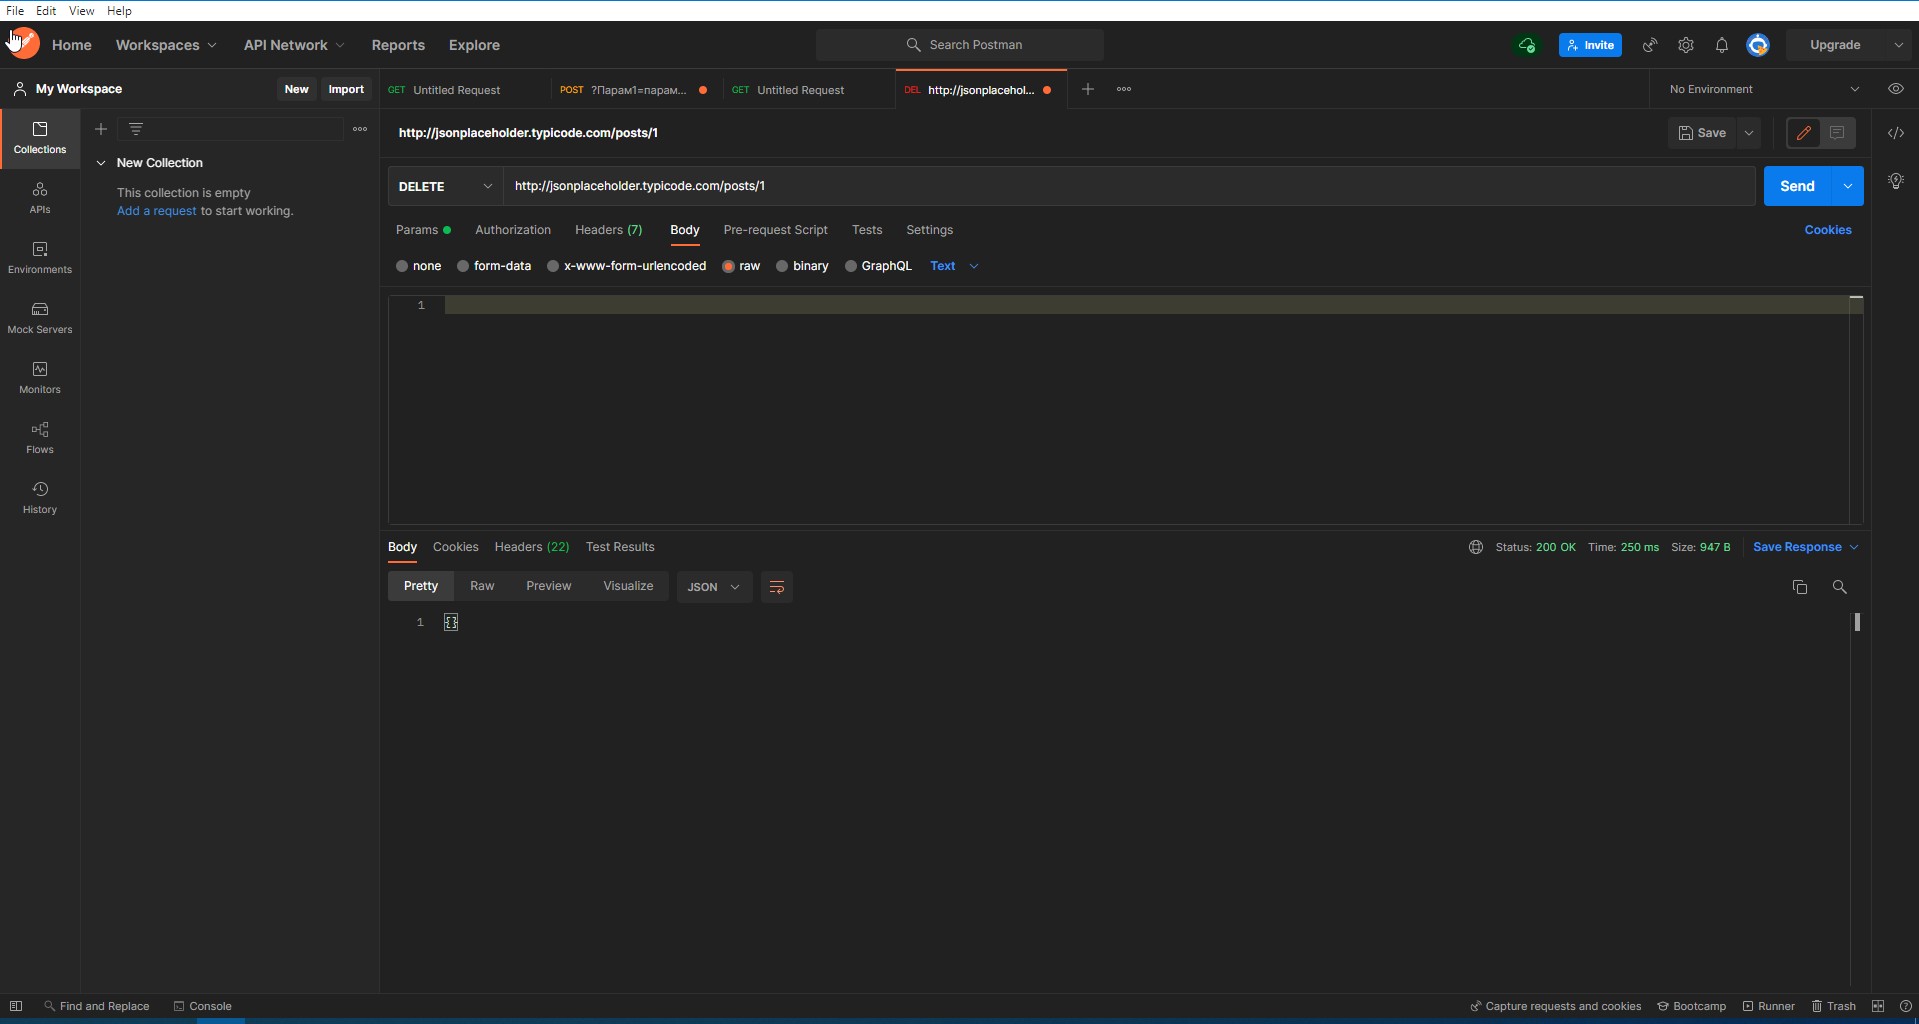 File Edit View Help
Home Workspaces API Network Reports Explore Search Postman Invite Upgrade
My Workspace New Import GET Untitled Request POST ?Парам1=парам... GET Untitled Request DEL http://jsonplacehol... No Environment
http://jsonplaceholder.typicode.com/posts/1 Save
Collections
New Collection
This collection is empty
Add a request to start working.
APIs
Environments
Mock Servers
Monitors
Flows
History
DELETE http://jsonplaceholder.typicode.com/posts/1 Send
Params Authorization Headers (7) Body Pre-request Script Tests Settings Cookies
none form-data x-www-form-urlencoded raw binary GraphQL Text
1
Body Cookies Headers (22) Test Results Status: 200 OK Time: 250 ms Size: 947 B Save Response
Pretty Raw Preview Visualize JSON
1 {}
Find and Replace Console Capture requests and cookies Bootcamp Runner Trash